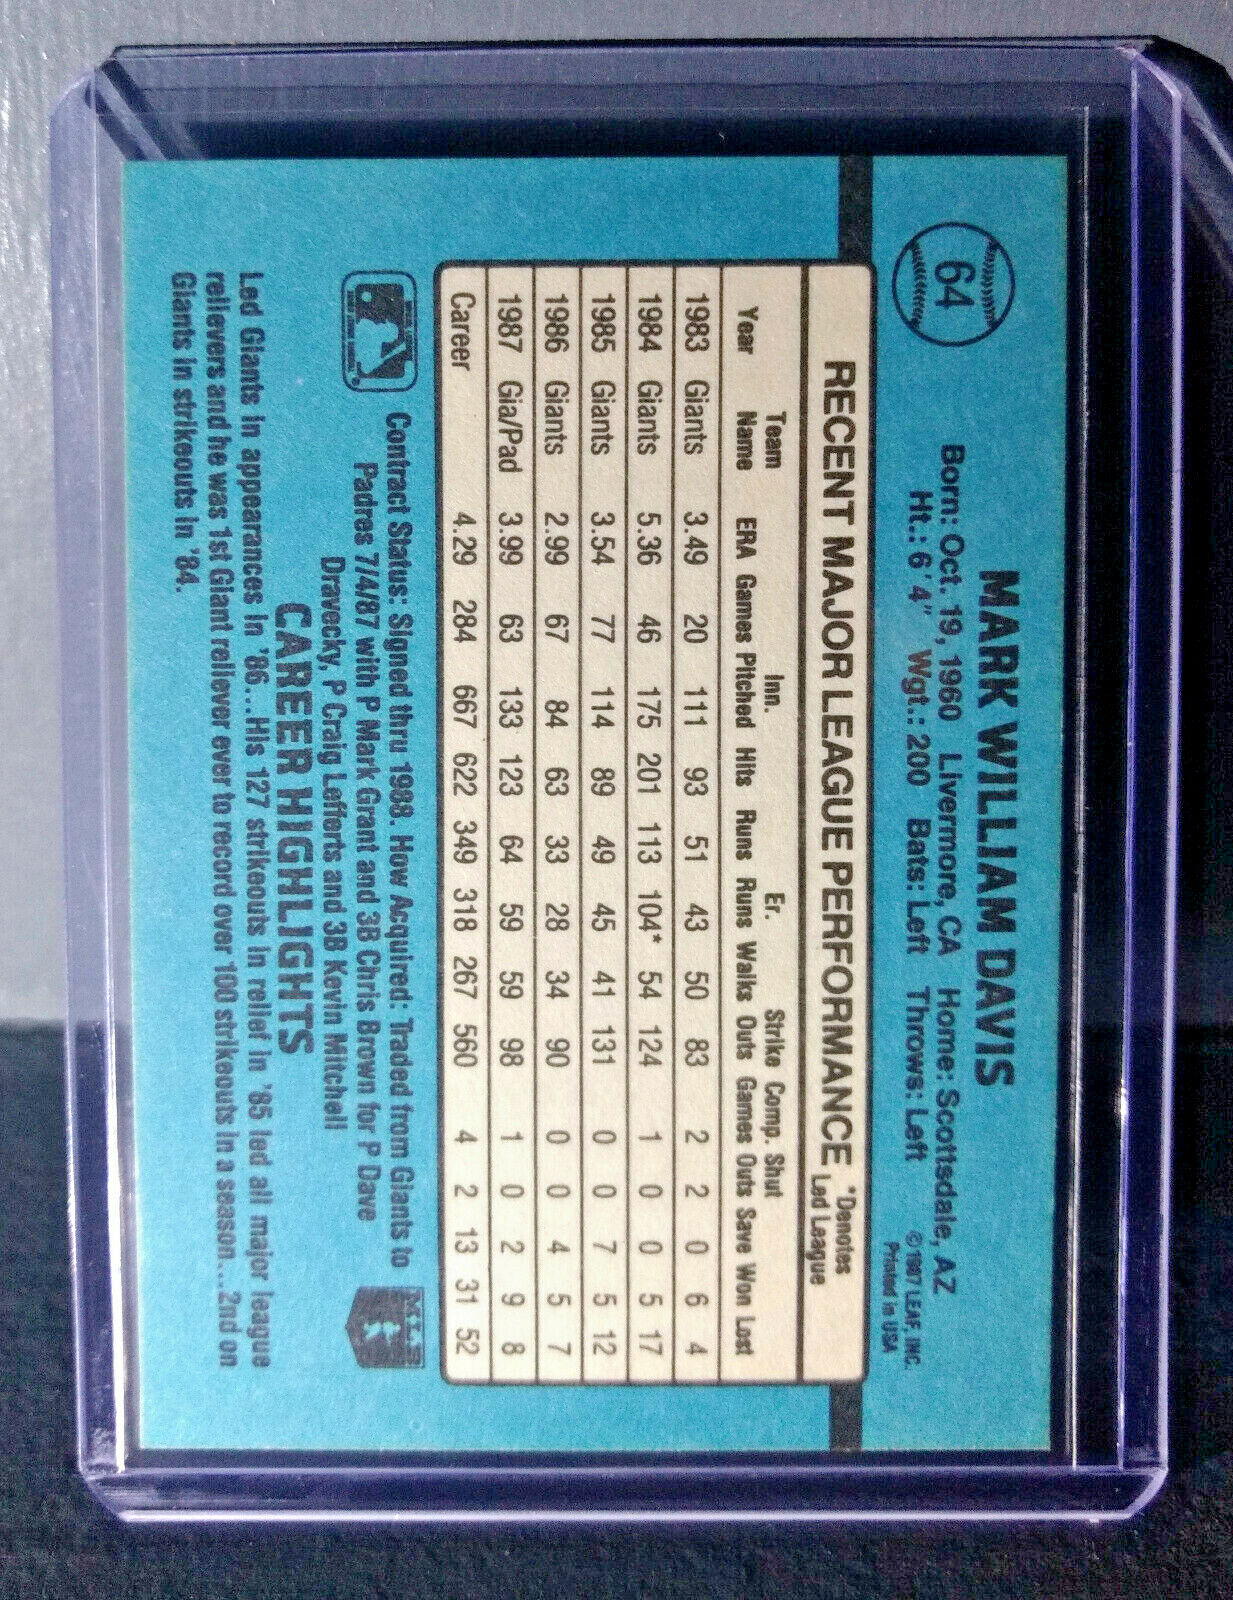 64
MARK WILLIAM DAVIS
Born: Oct. 19, 1960 Livermore, CA Home: Scottsdale, AZ
Ht.: 6'4" Wgt.: 200 Bats: Left Throws: Left
©1987 LEAF, INC.
Printed in USA
RECENT MAJOR LEAGUE PERFORMANCE *Denotes Led League
Team Inn. Er. Strike Comp. Shut
Year Name ERA Games Pitched Hits Runs Runs Walks Outs Games Outs Save Won Lost
1983 Giants 3.49 20 111 93 51 43 50 83 2 2 0 6 4
1984 Giants 5.36 46 175 201 113 104* 54 124 1 0 0 5 17
1985 Giants 3.54 77 114 89 49 45 41 131 0 0 7 5 12
1986 Giants 2.99 67 84 63 33 28 34 90 0 0 4 5 7
1987 Gia/Pad 3.99 63 133 123 64 59 59 98 1 0 2 9 8
Career 4.29 284 667 622 349 318 267 560 4 2 13 31 52
Contract Status: Signed thru 1988. How Acquired: Traded from Giants to
Padres 7/4/87 with P Mark Grant and 3B Chris Brown for P Dave
Dravecky, P Craig Lefferts and 3B Kevin Mitchell
CAREER HIGHLIGHTS
Led Giants in appearances in '86...His 127 strikeouts in relief in '85 led all major league
relievers and he was 1st Giant reliever ever to record over 100 strikeouts in a season...2nd on
Giants in strikeouts in '84.